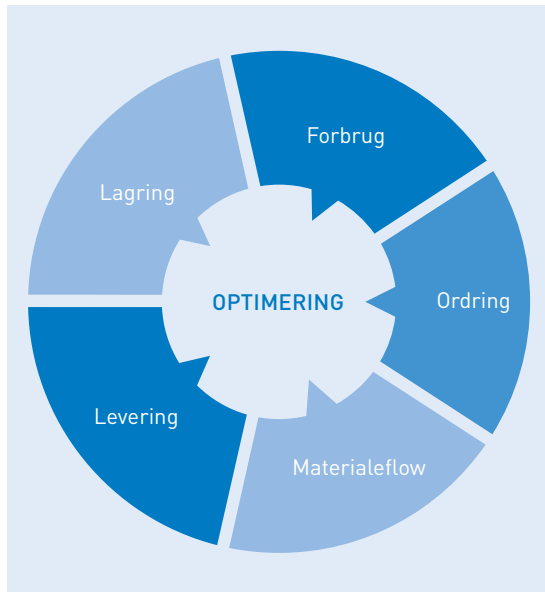 Forbrug
Lagring
OPTIMERING
Ordring
Levering
Materialeflow